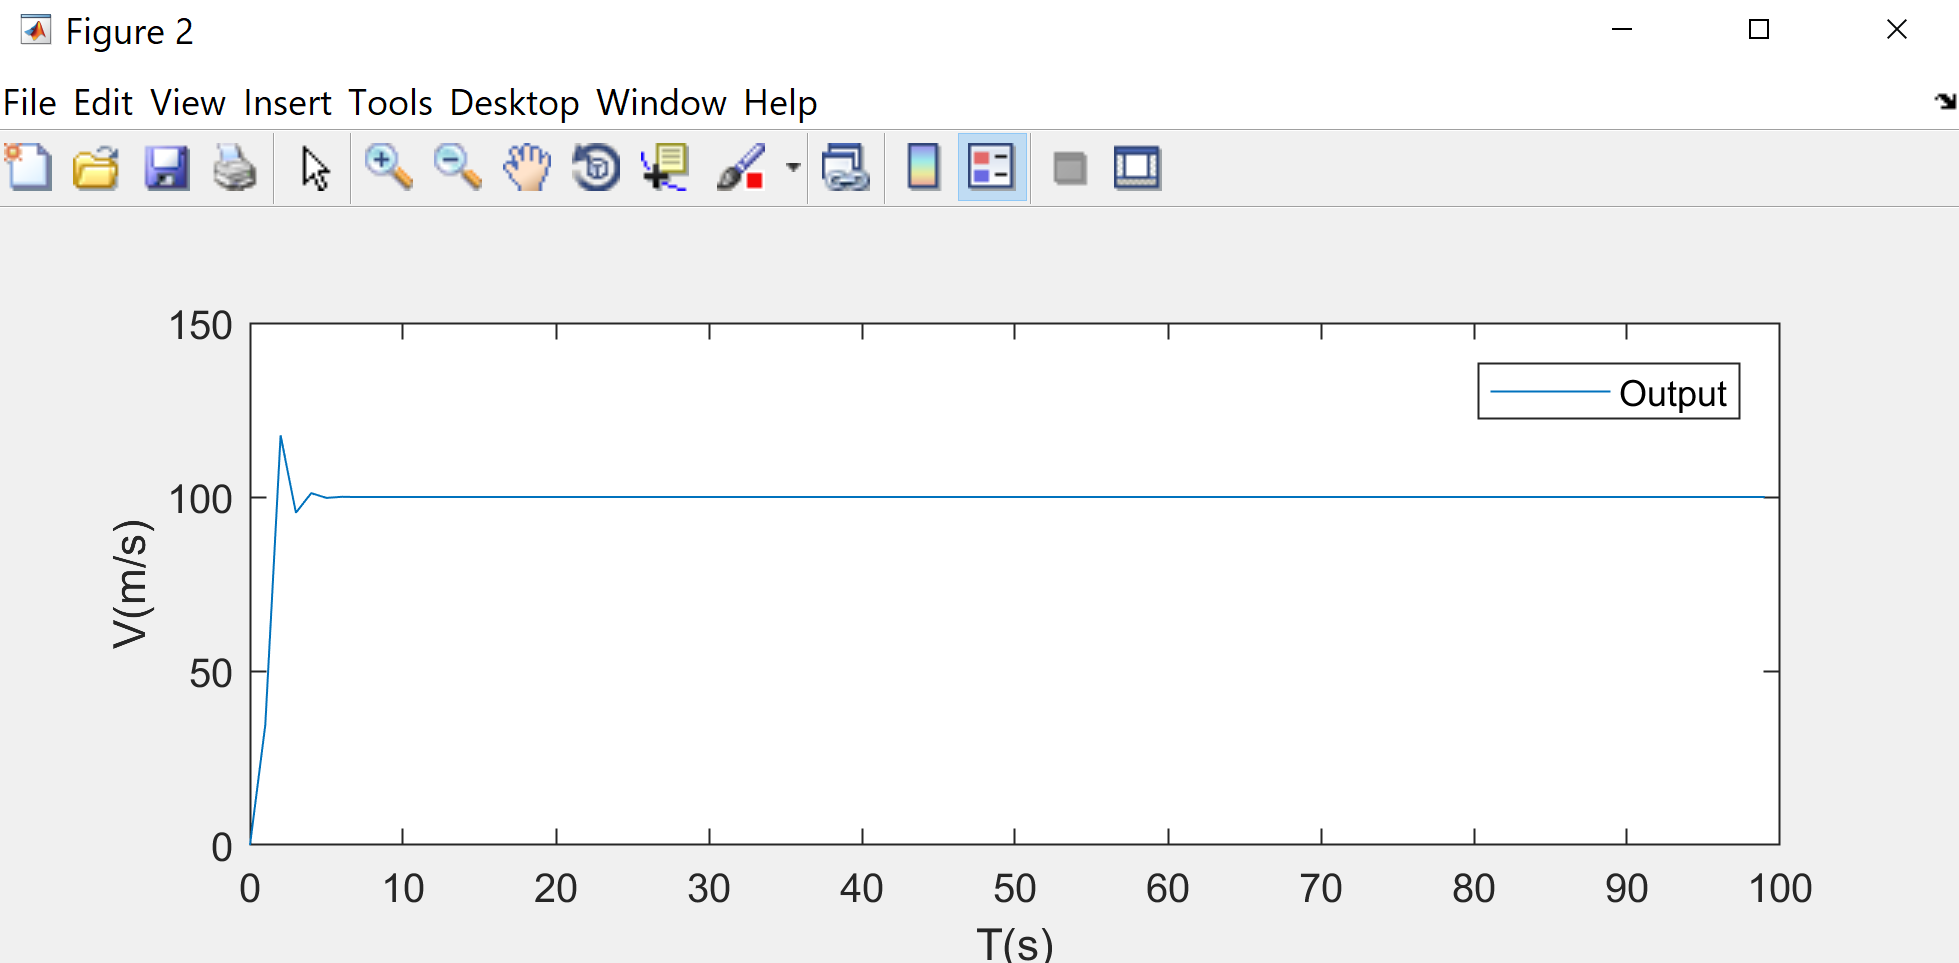 Figure 2
File Edit View Insert Tools Desktop Window Help
150
Output
100
V(m/s)
50
0
0 10 20 30 40 50 60 70 80 90 100
T(s)